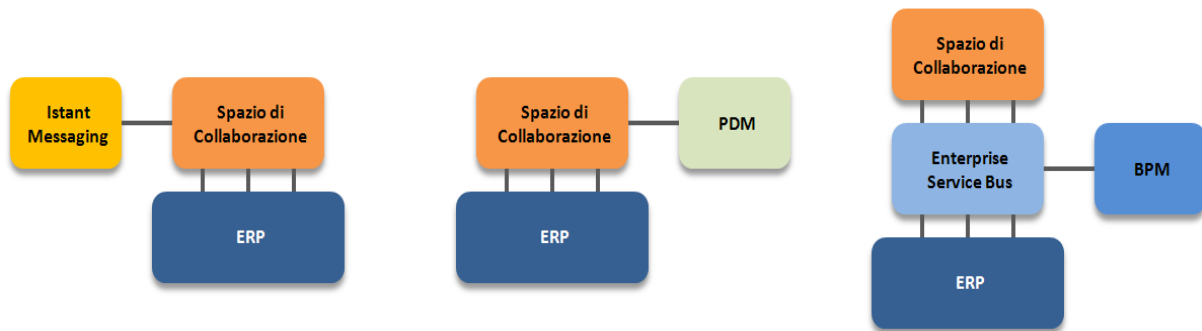 Istant
Messaging
Spazio di
Collaborazione
ERP
Spazio di
Collaborazione
PDM
ERP
Spazio di
Collaborazione
Enterprise
Service Bus
BPM
ERP